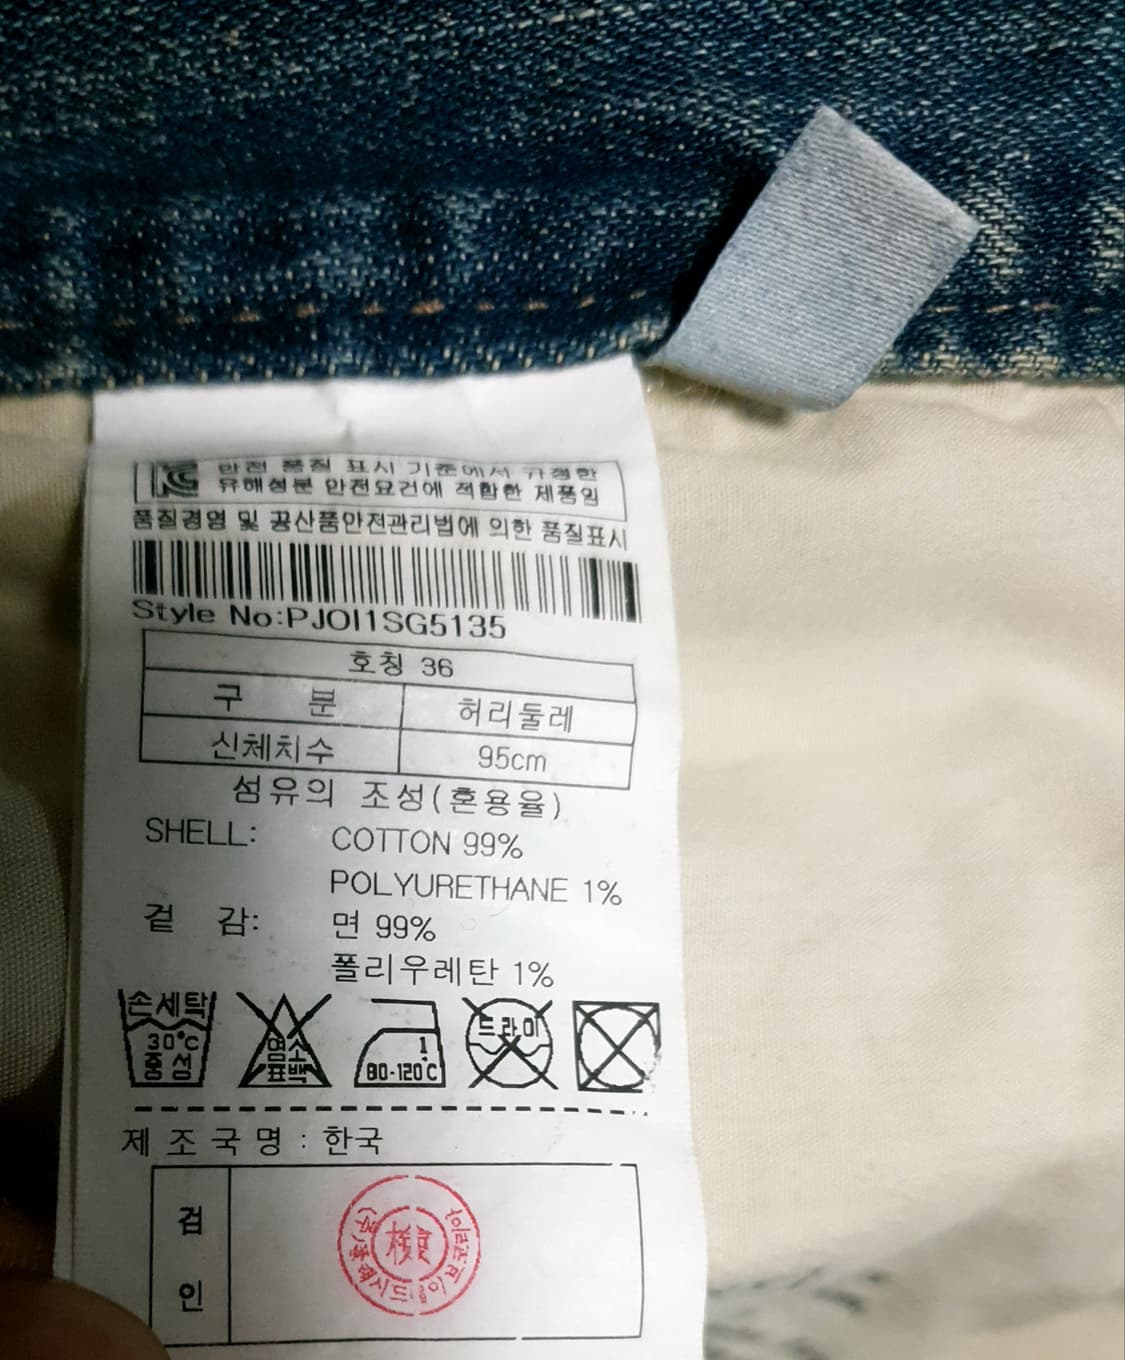 안전 품질 표시 기준에서 규정한
유해성분 안전요건에 적합한 제품임
품질경영 및 공산품안전관리법에 의한 품질표시
Style No:PJOI1SG5135
호칭 36
구 분 허리둘레
신체치수 95cm
섬유의 조성(혼용율)
SHELL: COTTON 99%
POLYURETHANE 1%
겉 감: 면 99%
폴리우레탄 1%
손세탁 30℃ 중성
염소 표백
1 80-120℃
드라이
제조국명 : 한국
검인